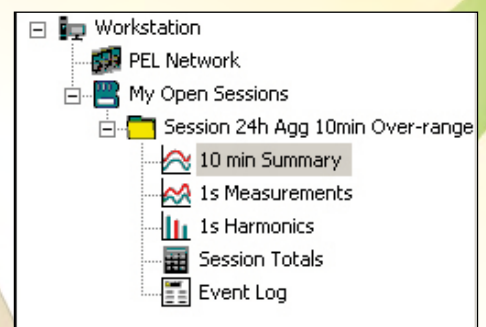 Workstation
PEL Network
My Open Sessions
Session 24h Agg 10min Over-range
10 min Summary
1s Measurements
1s Harmonics
Session Totals
Event Log